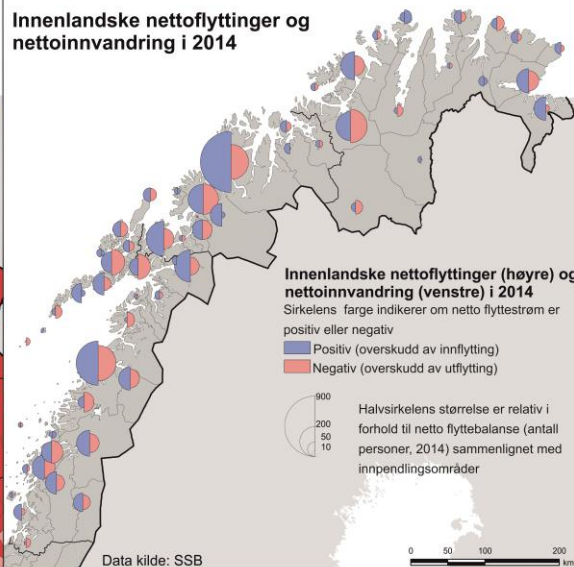 Innenlandske nettoflyttinger og
nettoinnvandring i 2014
Innenlandske nettoflyttinger (høyre) og
nettoinnvandring (venstre) i 2014
Sirkelens farge indikerer om netto flyttestrøm er
positiv eller negativ
Positiv (overskudd av innflytting)
Negativ (overskudd av utflytting)
900
200
50
10
Halvsirkelens størrelse er relativ i
forhold til netto flyttebalanse (antall
personer, 2014) sammenlignet med
innpendlingsområder
Data kilde: SSB
0 50 100 200
km